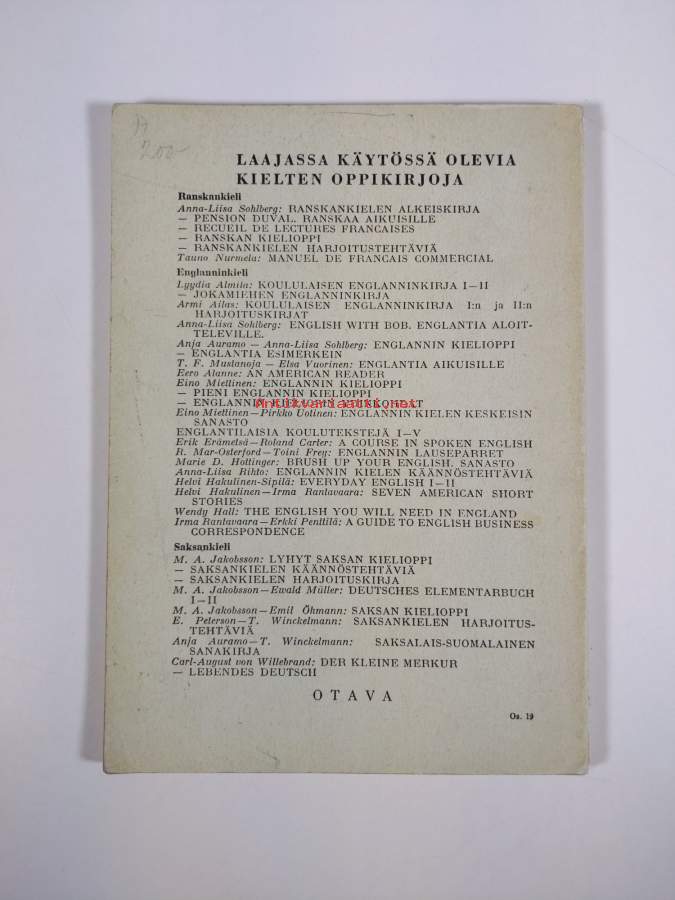 200
LAAJASSA KÄYTÖSSÄ OLEVIA
KIELTEN OPPIKIRJOJA
Ranskankieli
Anna-Liisa Sohlberg: RANSKANKIELEN ALKEISKIRJA
— PENSION DUVAL. RANSKAA AIKUISILLE
— RECUEIL DE LECTURES FRANCAISES
— RANSKAN KIELIOPPI
— RANSKANKIELEN HARJOITUSTEHTÄVIÄ
Tauno Nurmela: MANUEL DE FRANCAIS COMMERCIAL
Englanninkieli
Lyydia Almila: KOULULAISEN ENGLANNINKIRJA I—II
— JOKAMIEHEN ENGLANNINKIRJA
Armi Ailas: KOULULAISEN ENGLANNINKIRJA I:n ja II:n
HARJOITUSKIRJAT
Anna-Liisa Sohlberg: ENGLISH WITH BOB. ENGLANTIA ALOIT-
TELEVILLE.
Anja Auramo — Anna-Liisa Sohlberg: ENGLANNIN KIELIOPPI
— ENGLANTIA ESIMERKEIN
T. F. Mustanoja — Elsa Vuorinen: ENGLANTIA AIKUISILLE
Eero Alanne: AN AMERICAN READER
Eino Miettinen: ENGLANNIN KIELIOPPI
— PIENI ENGLANNIN KIELIOPPI
— ENGLANNIN
Antikvariaatti.net
Eino Miettinen—Pirkko Uotinen: ENGLANNIN KIELEN KESKEISIN
SANASTO
ENGLANTILAISIA KOULUTEKSTEJÄ I—V
Erik Erämetsä—Roland Carter: A COURSE IN SPOKEN ENGLISH
R. Mar-Osterford—Toini Frey: ENGLANNIN LAUSEPARRET
Marie D. Hottinger: BRUSH UP YOUR ENGLISH. SANASTO
Anna-Liisa Rihto: ENGLANNIN KIELEN KÄÄNNÖSTEHTÄVIÄ
Helvi Hakulinen-Sipilä: EVERYDAY ENGLISH I—II
Helvi Hakulinen—Irma Rantavaara: SEVEN AMERICAN SHORT
STORIES
Wendy Hall: THE ENGLISH YOU WILL NEED IN ENGLAND
Irma Rantavaara—Erkki Penttilä: A GUIDE TO ENGLISH BUSINESS
CORRESPONDENCE
Saksankieli
M. A. Jakobsson: LYHYT SAKSAN KIELIOPPI
— SAKSANKIELEN KÄÄNNÖSTEHTÄVIÄ
— SAKSANKIELEN HARJOITUSKIRJA
M. A. Jakobsson—Ewald Müller: DEUTSCHES ELEMENTARBUCH
I—II
M. A. Jakobsson—Emil Öhmann: SAKSAN KIELIOPPI
E. Peterson—T. Winckelmann: SAKSANKIELEN HARJOITUS-
TEHTÄVIÄ
Anja Auramo—T. Winckelmann: SAKSALAIS-SUOMALAINEN
SANAKIRJA
Carl-August von Willebrand: DER KLEINE MERKUR
— LEBENDES DEUTSCH
OTAVA
Oa. 19